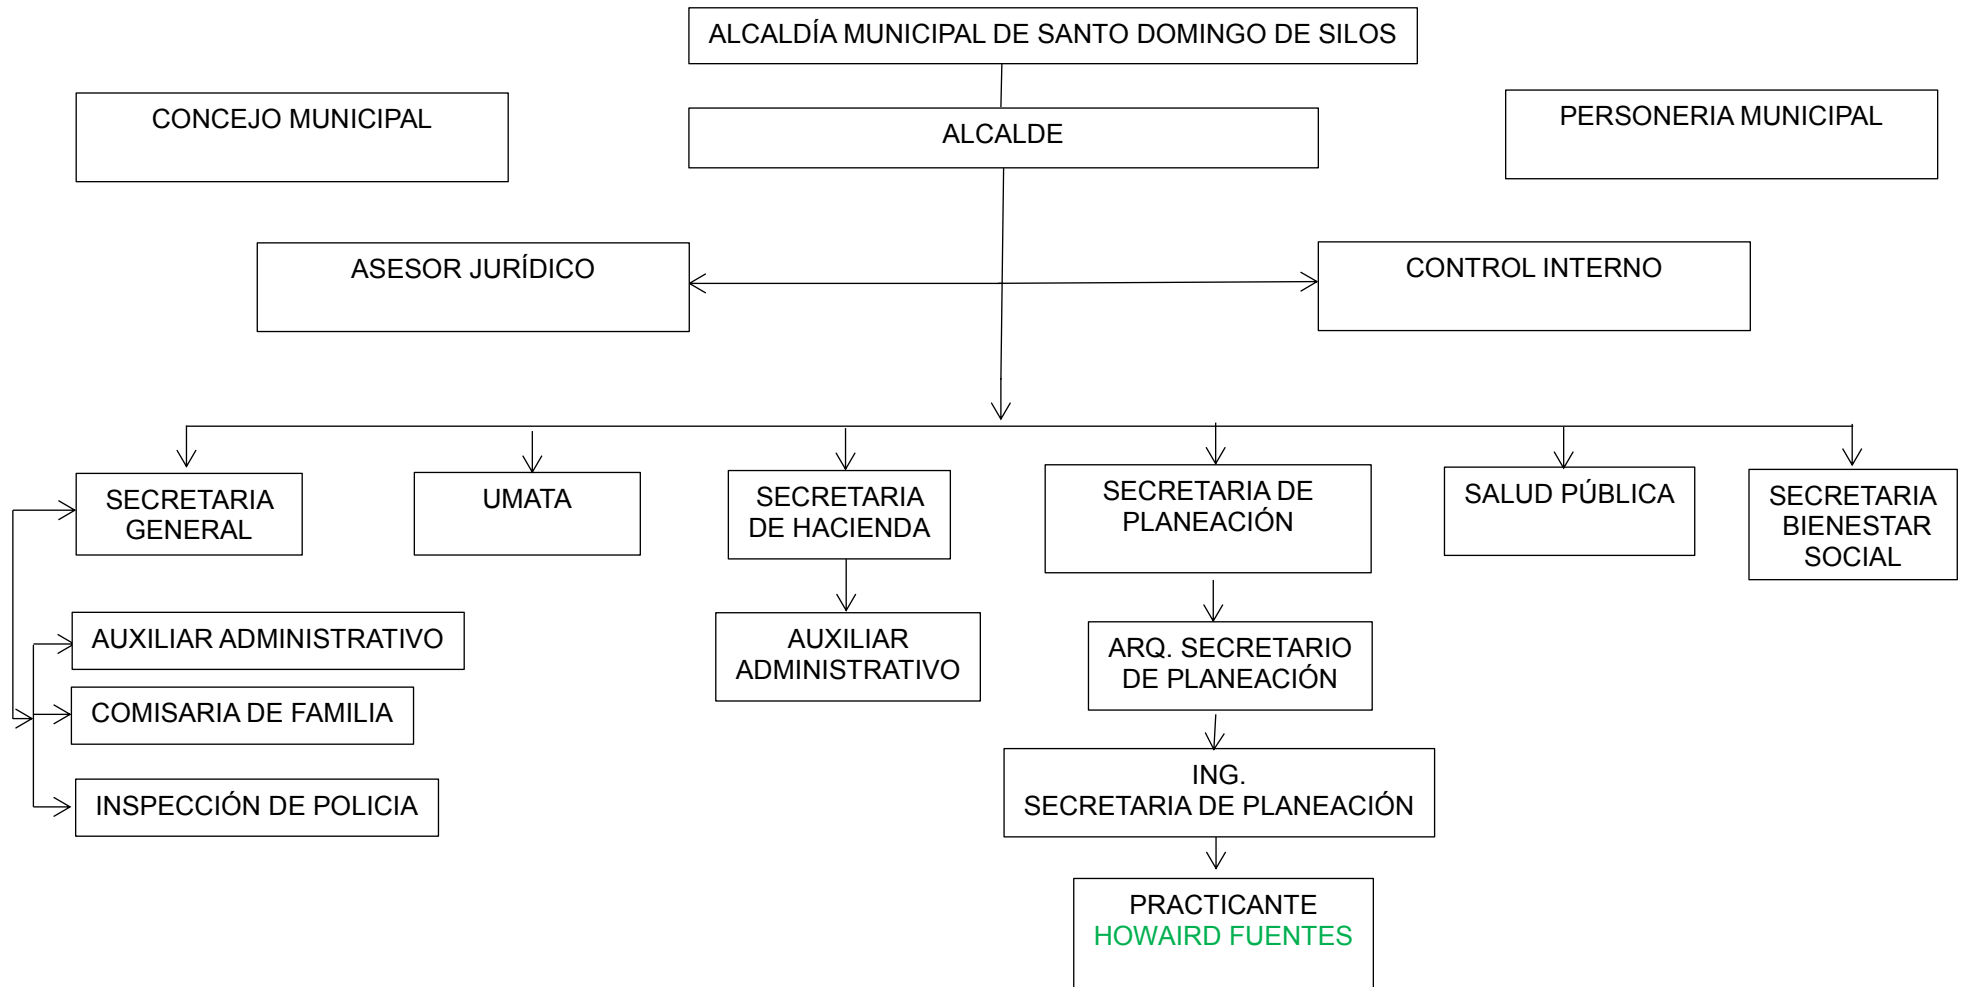 ALCALDÍA MUNICIPAL DE SANTO DOMINGO DE SILOS
CONCEJO MUNICIPAL
ALCALDE
PERSONERIA MUNICIPAL
ASESOR JURÍDICO
CONTROL INTERNO
SECRETARIA
GENERAL
UMATA
SECRETARIA
DE HACIENDA
SECRETARIA DE
PLANEACIÓN
SALUD PÚBLICA
SECRETARIA
BIENESTAR
SOCIAL
AUXILIAR ADMINISTRATIVO
COMISARIA DE FAMILIA
INSPECCIÓN DE POLICIA
AUXILIAR
ADMINISTRATIVO
ARQ. SECRETARIO
DE PLANEACIÓN
ING.
SECRETARIA DE PLANEACIÓN
PRACTICANTE
HOWAIRD FUENTES